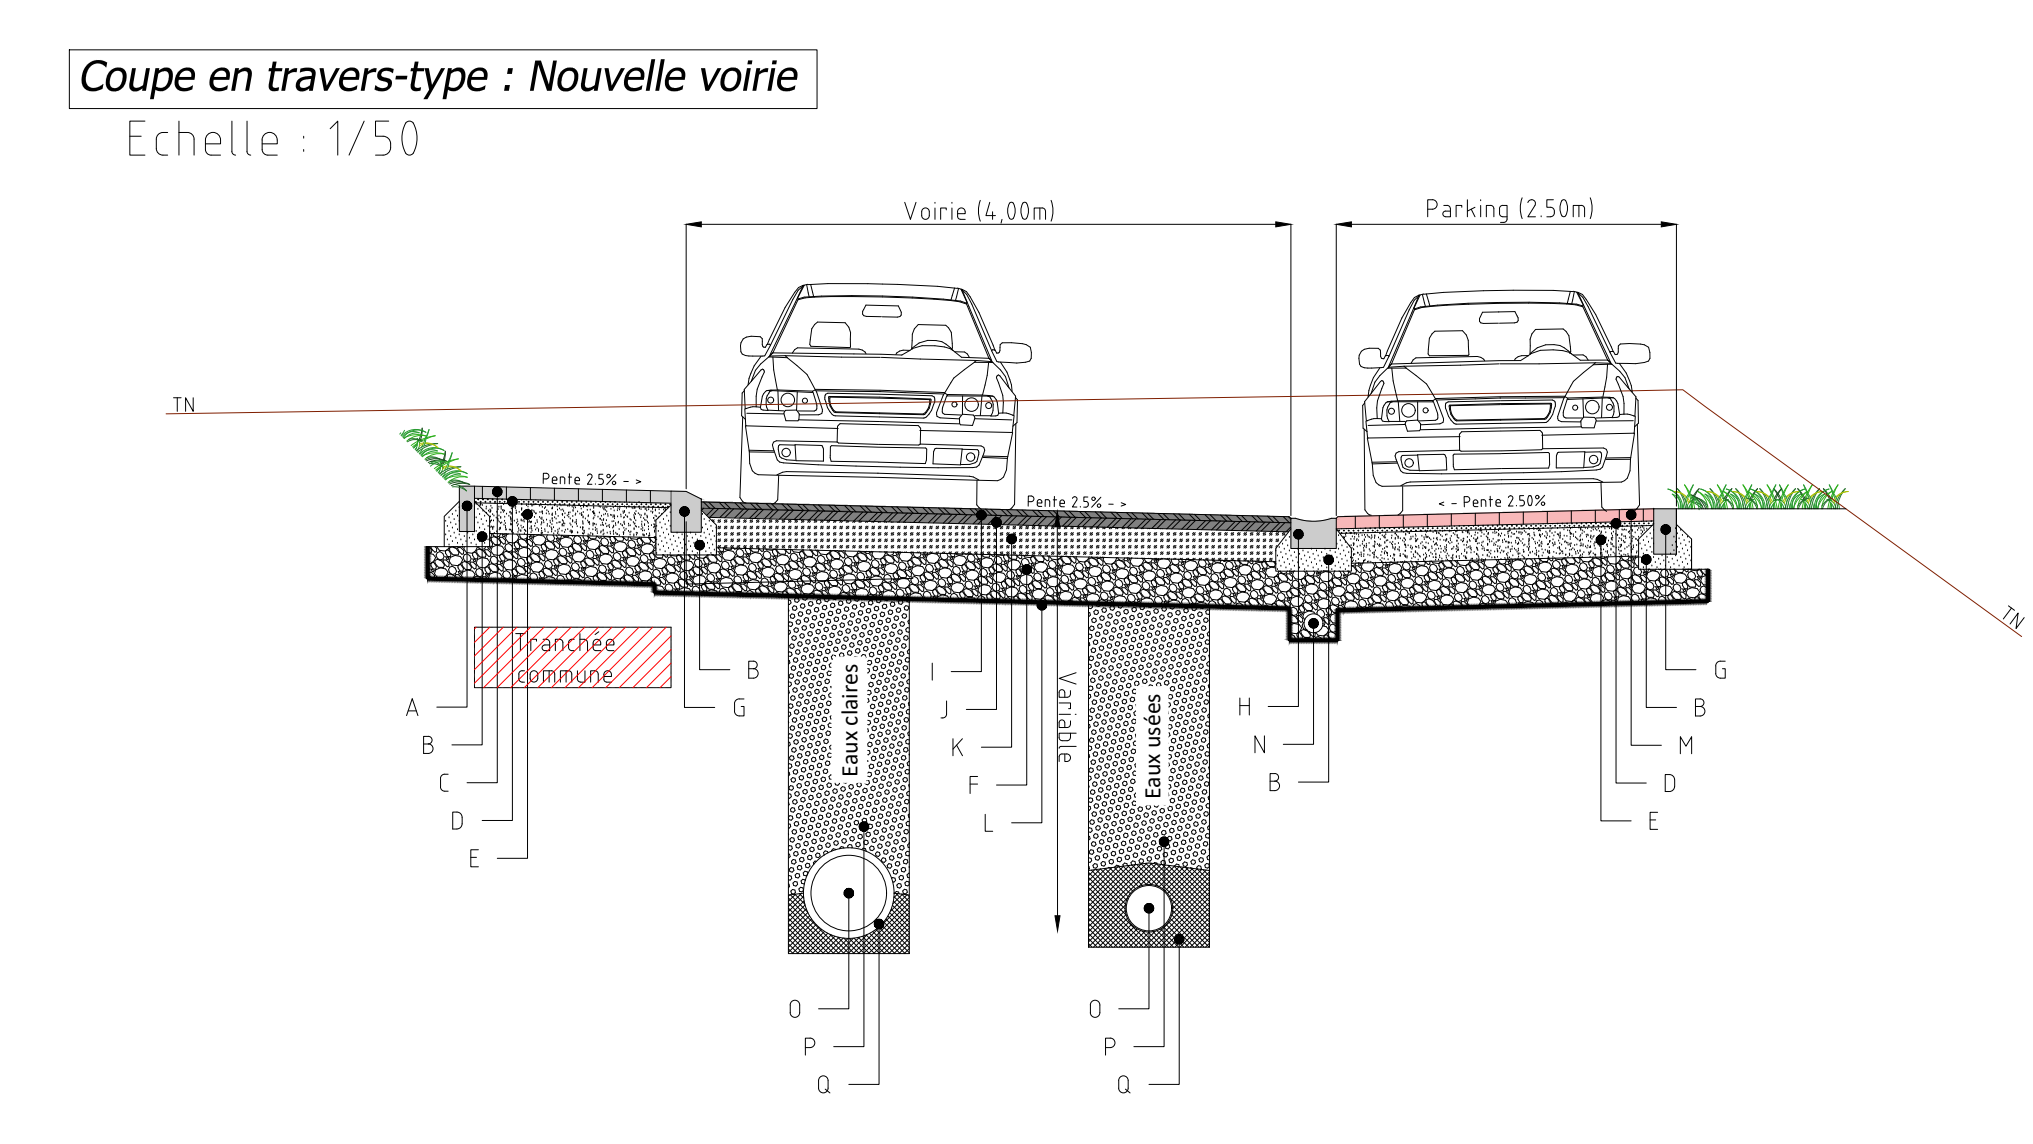 Coupe en travers-type : Nouvelle voirie
Echelle : 1/50
Voirie (4,00m)
Parking (2.50m)
TN
Pente 2.5% - >
Pente 2.5% - >
< - Pente 2.50%
TN
Tranchée
commune
Eaux claires
Eaux usées
Variable
A
B
C
D
E
B
G
I
J
K
F
L
H
N
B
G
B
M
D
E
O
P
Q
O
P
Q